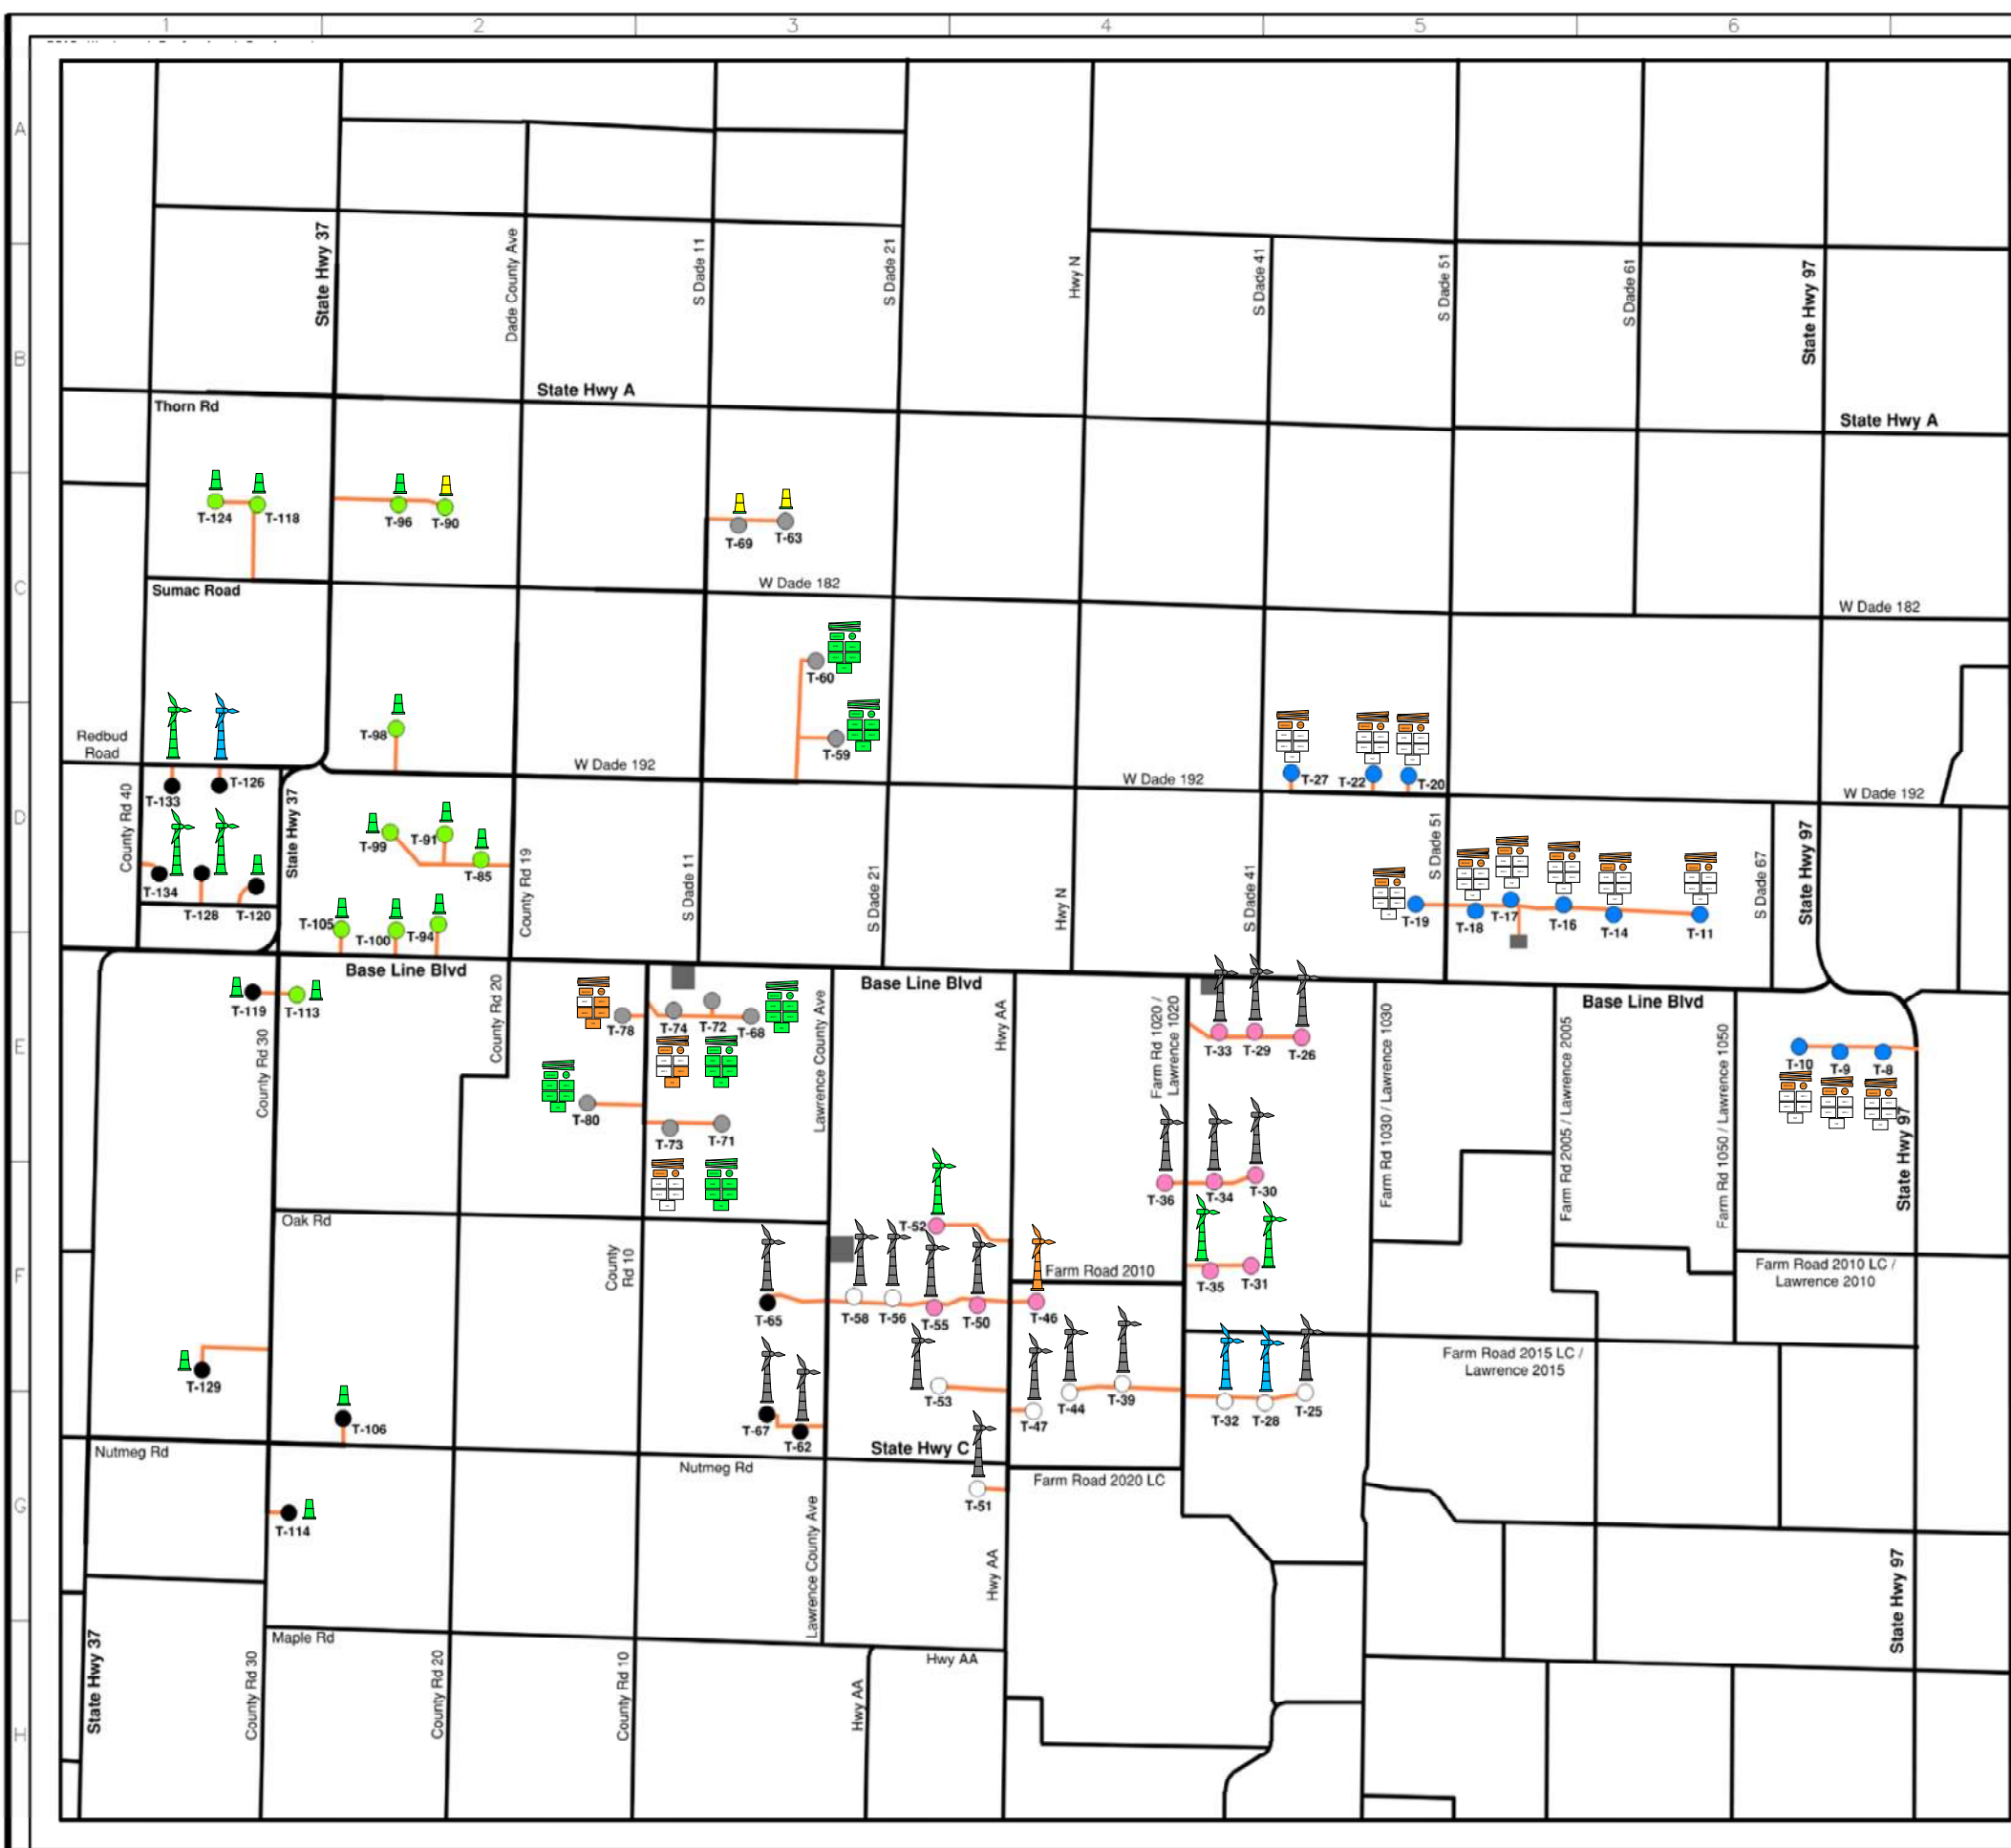 1 2 3 4 5 6
A
State Hwy 37
Dade County Ave
S Dade 11
S Dade 21
Hwy N
S Dade 41
S Dade 51
S Dade 61
State Hwy 97
B
State Hwy A
Thorn Rd
State Hwy A
T-124
T-118
T-96
T-90
T-69
T-63
C
Sumac Road
W Dade 182
W Dade 182
T-60
T-59
T-98
Redbud
Road
W Dade 192
W Dade 192
W Dade 192
T-133
T-126
T-27
T-22
T-20
D
County Rd 40
State Hwy 37
T-99
T-91
T-85
County Rd 19
S Dade 11
S Dade 21
Hwy N
S Dade 41
S Dade 51
S Dade 67
State Hwy 97
T-134
T-128
T-120
T-105
T-100
T-94
T-19
T-18
T-17
T-16
T-14
T-11
Base Line Blvd
Base Line Blvd
Base Line Blvd
T-119
T-113
County Rd 30
County Rd 20
T-78
T-74
T-72
T-68
Lawrence County Ave
Hwy AA
Farm Rd 1020 /
Lawrence 1020
T-33
T-29
T-26
Farm Rd 1030 / Lawrence 1030
Farm Rd 2005 / Lawrence 2005
Farm Rd 1050 / Lawrence 1050
E
T-10
T-9
T-8
State Hwy 97
T-80
T-73
T-71
T-36
T-34
T-30
Oak Rd
T-52
County
Rd 10
F
Farm Road 2010
T-35
T-31
Farm Road 2010 LC /
Lawrence 2010
T-65
T-58
T-56
T-55
T-50
T-46
Farm Road 2015 LC /
Lawrence 2015
T-129
T-53
T-44
T-39
T-32
T-28
T-25
T-106
T-67
T-62
T-47
State Hwy C
Nutmeg Rd
Nutmeg Rd
Farm Road 2020 LC
G
T-114
T-51
Lawrence County Ave
Hwy AA
State Hwy 97
Maple Rd
Hwy AA
State Hwy 37
County Rd 30
County Rd 20
County Rd 10
Hwy AA
H